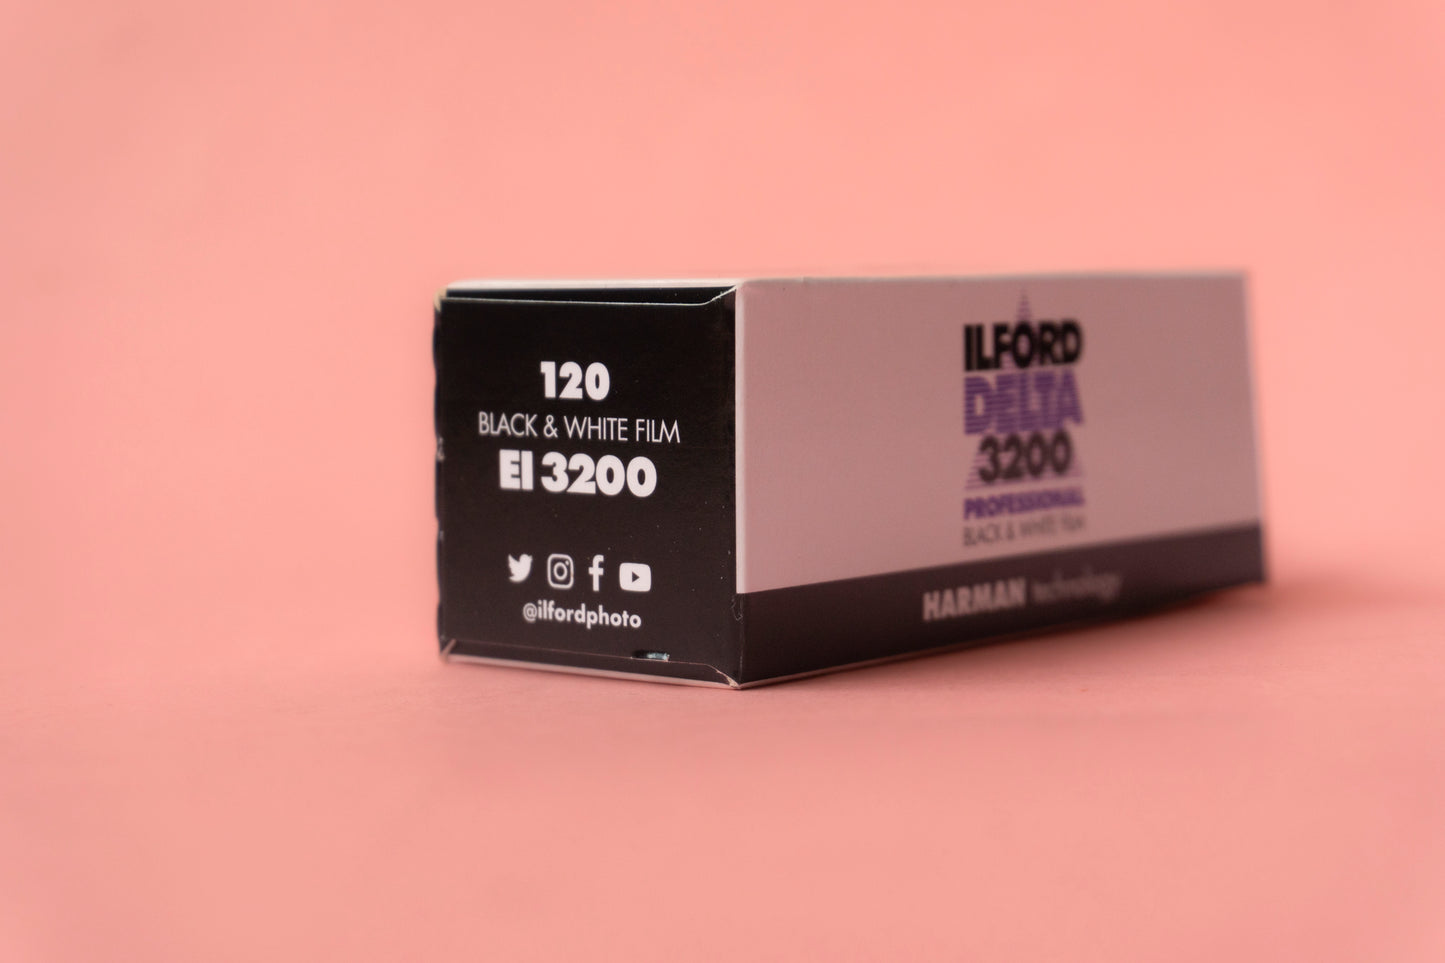 120
BLACK & WHITE FILM
EI 3200
@ilfordphoto
ILFORD
DELTA
3200
PROFESSIONAL
BLACK & WHITE FILM
HARMAN technology